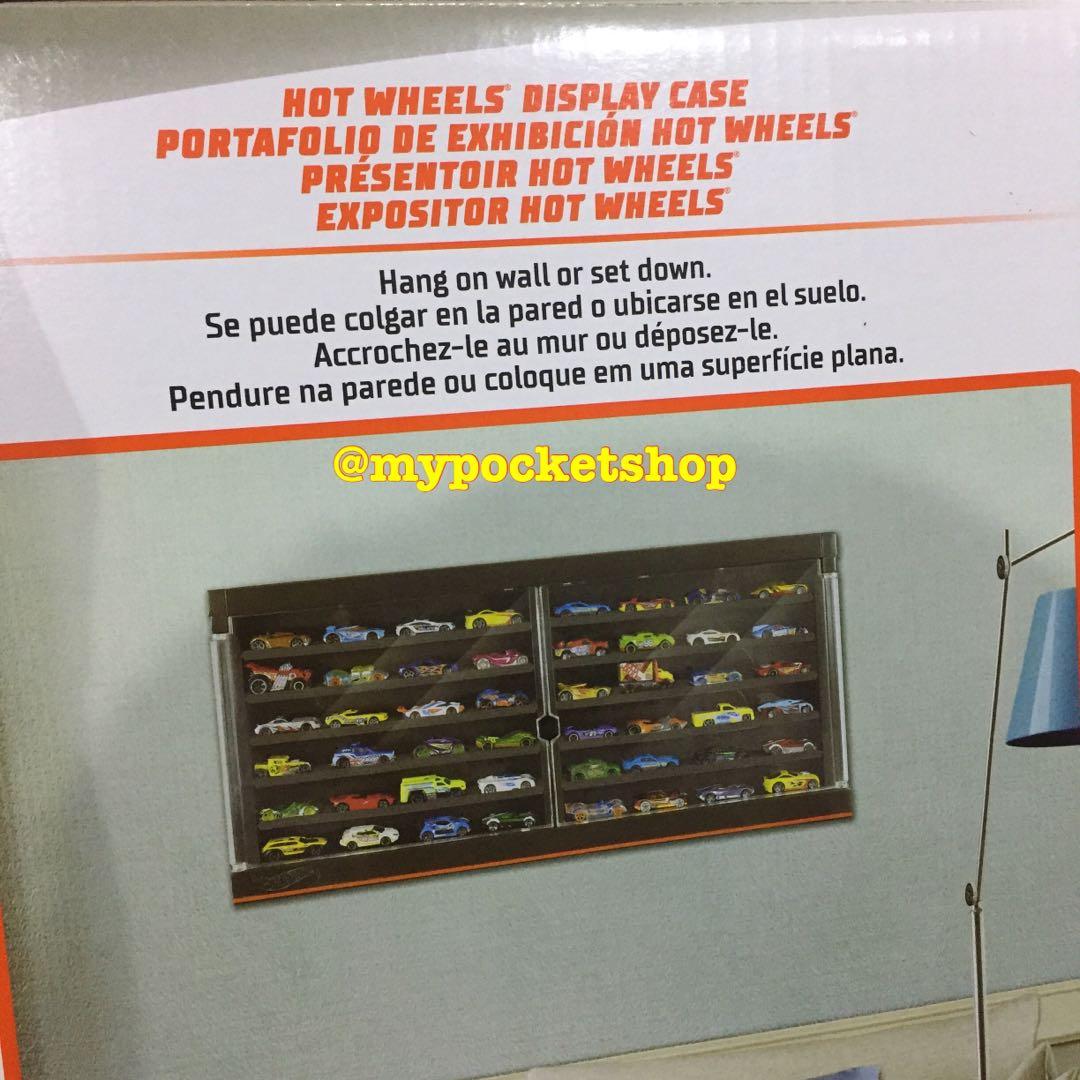 HOT WHEELS® DISPLAY CASE
PORTAFOLIO DE EXHIBICIÓN HOT WHEELS®
PRÉSENTOIR HOT WHEELS®
EXPOSITOR HOT WHEELS®
Hang on wall or set down.
Se puede colgar en la pared o ubicarse en el suelo.
Accrochez-le au mur ou déposez-le.
Pendure na parede ou coloque em uma superfície plana.
@mypocketshop